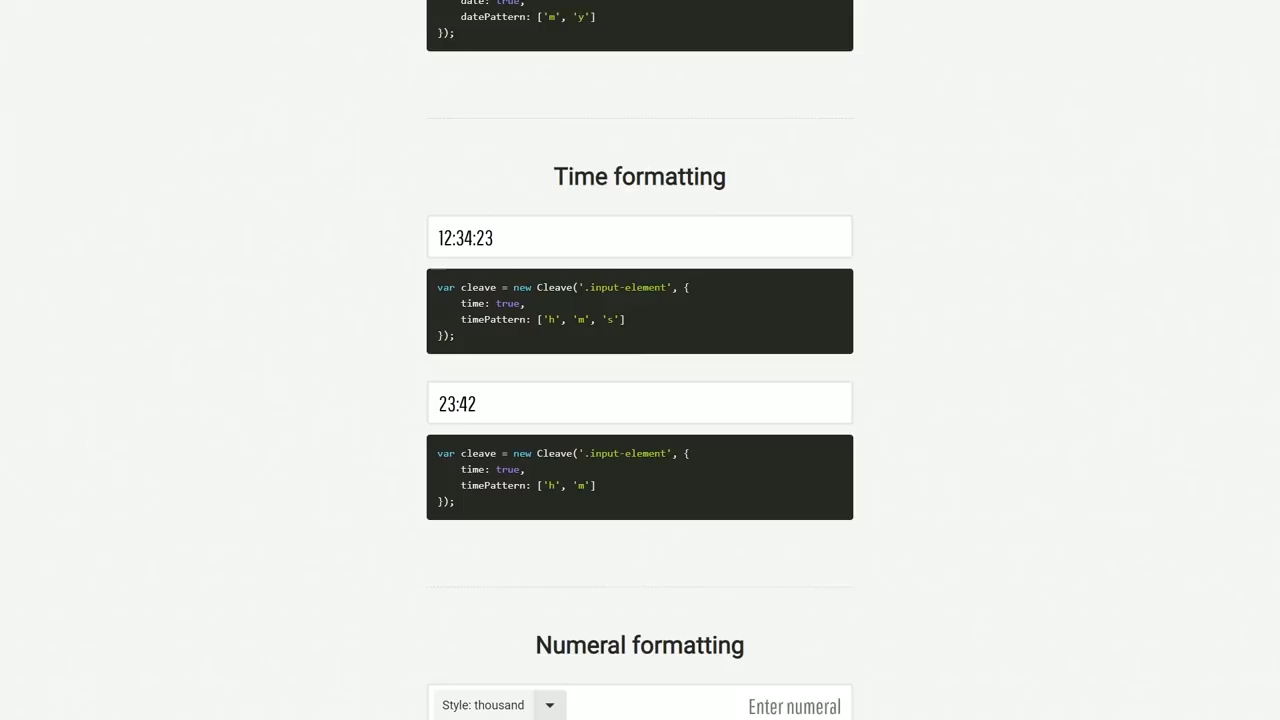 date: true,
datePattern: ['m', 'y']
});
Time formatting
12:34:23
var cleave = new Cleave('.input-element', {
time: true,
timePattern: ['h', 'm', 's']
});
23:42
var cleave = new Cleave('.input-element', {
time: true,
timePattern: ['h', 'm']
});
Numeral formatting
Style: thousand Enter numeral